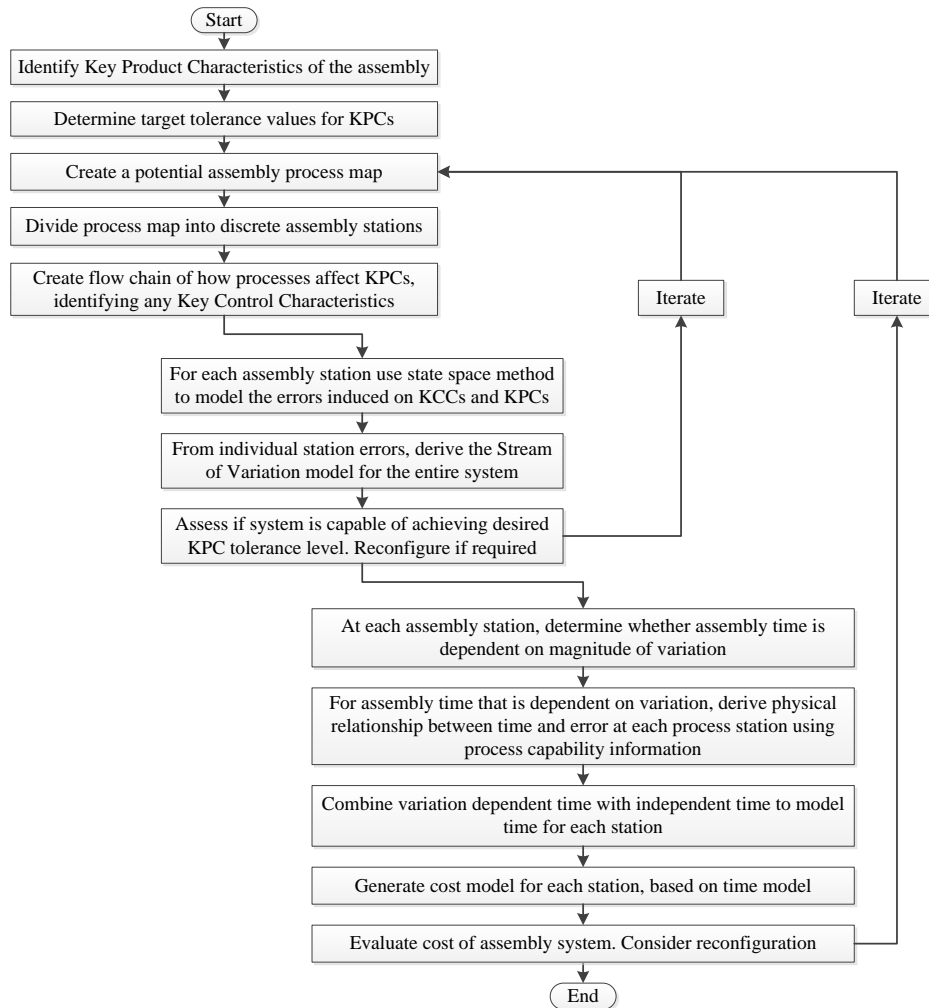 Start
Identify Key Product Characteristics of the assembly
Determine target tolerance values for KPCs
Create a potential assembly process map
Divide process map into discrete assembly stations
Create flow chain of how processes affect KPCs,
identifying any Key Control Characteristics
Iterate
Iterate
For each assembly station use state space method
to model the errors induced on KCCs and KPCs
From individual station errors, derive the Stream
of Variation model for the entire system
Assess if system is capable of achieving desired
KPC tolerance level. Reconfigure if required
At each assembly station, determine whether assembly time is
dependent on magnitude of variation
For assembly time that is dependent on variation, derive physical
relationship between time and error at each process station using
process capability information
Combine variation dependent time with independent time to model
time for each station
Generate cost model for each station, based on time model
Evaluate cost of assembly system. Consider reconfiguration
End